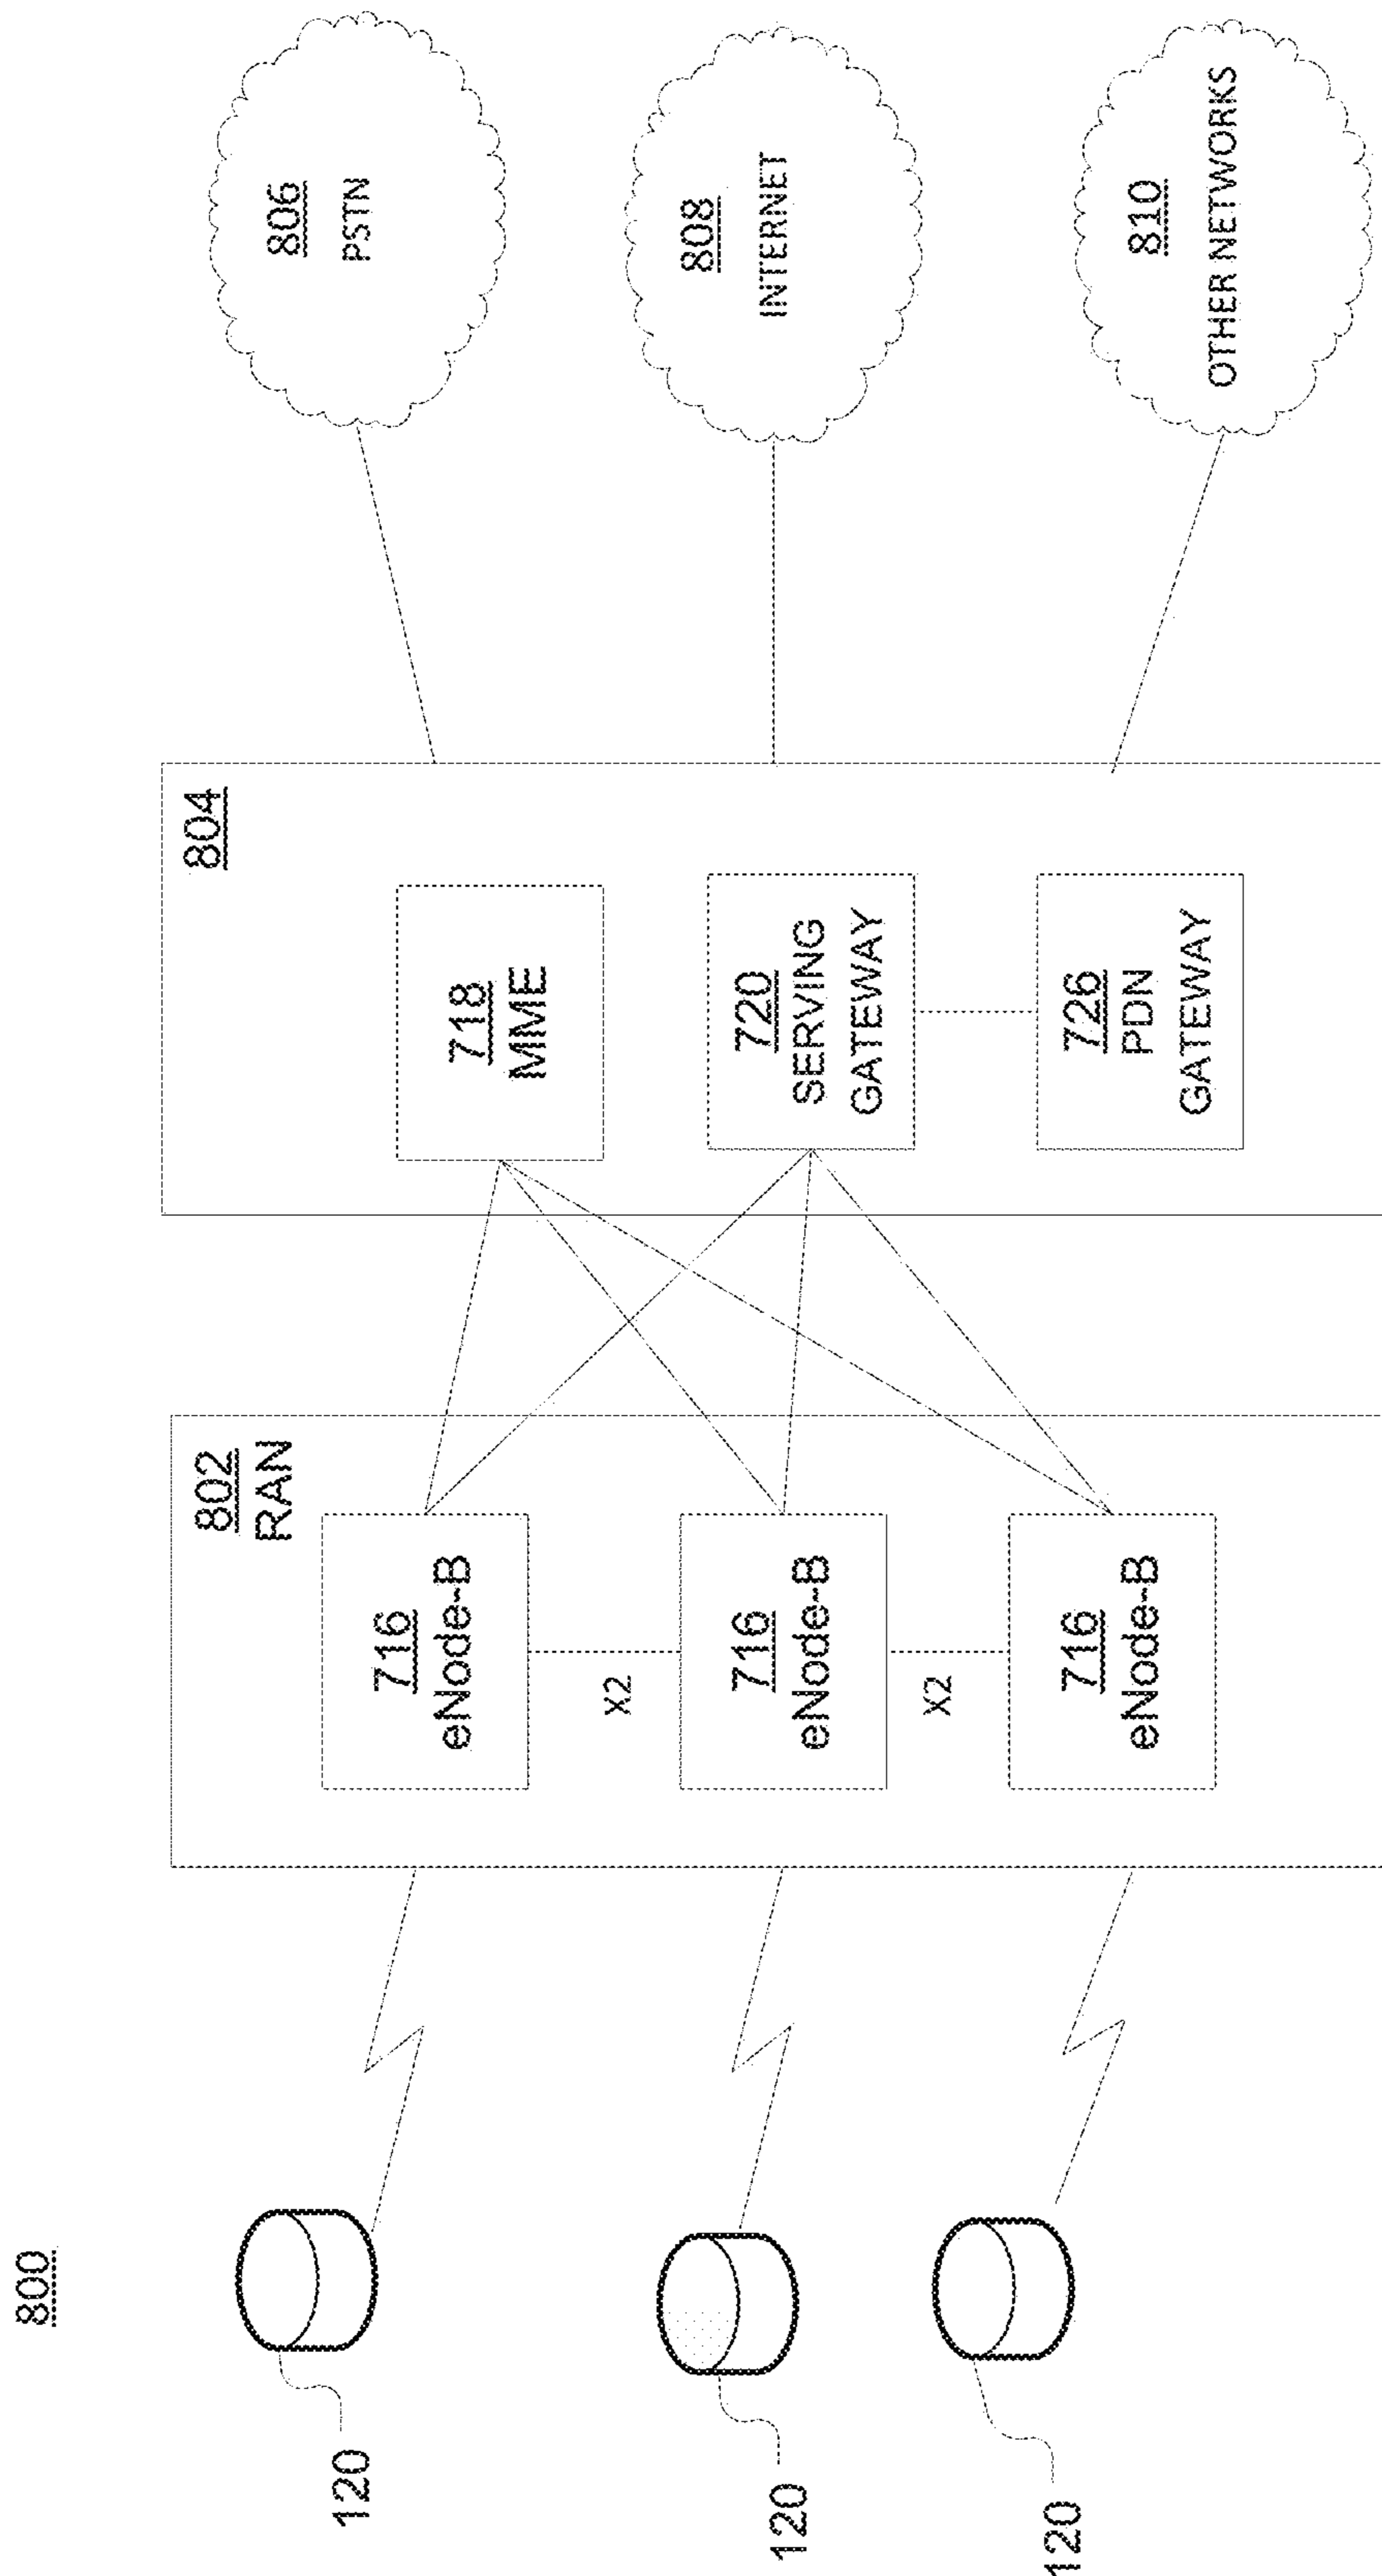 800
120
120
120
802
RAN
716
eNode-B
X2
716
eNode-B
X2
716
eNode-B
804
718
MME
720
SERVING
GATEWAY
726
PDN
GATEWAY
806
PSTN
808
INTERNET
810
OTHER NETWORKS